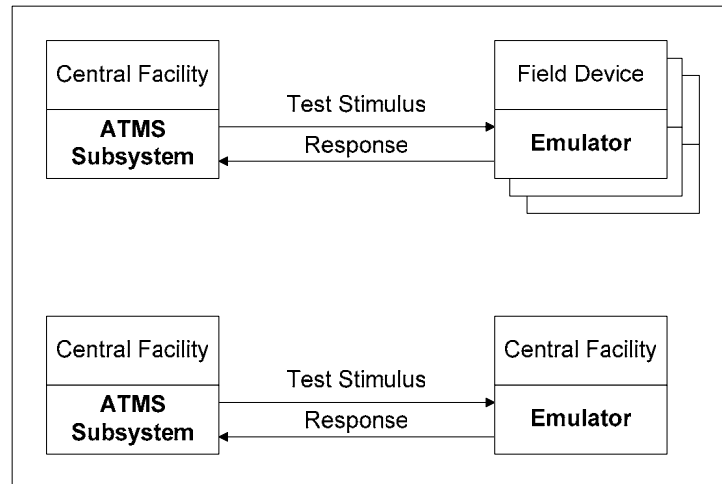 Central Facility
ATMS
Subsystem
Test Stimulus
Response
Field Device
Emulator
Central Facility
ATMS
Subsystem
Test Stimulus
Response
Central Facility
Emulator